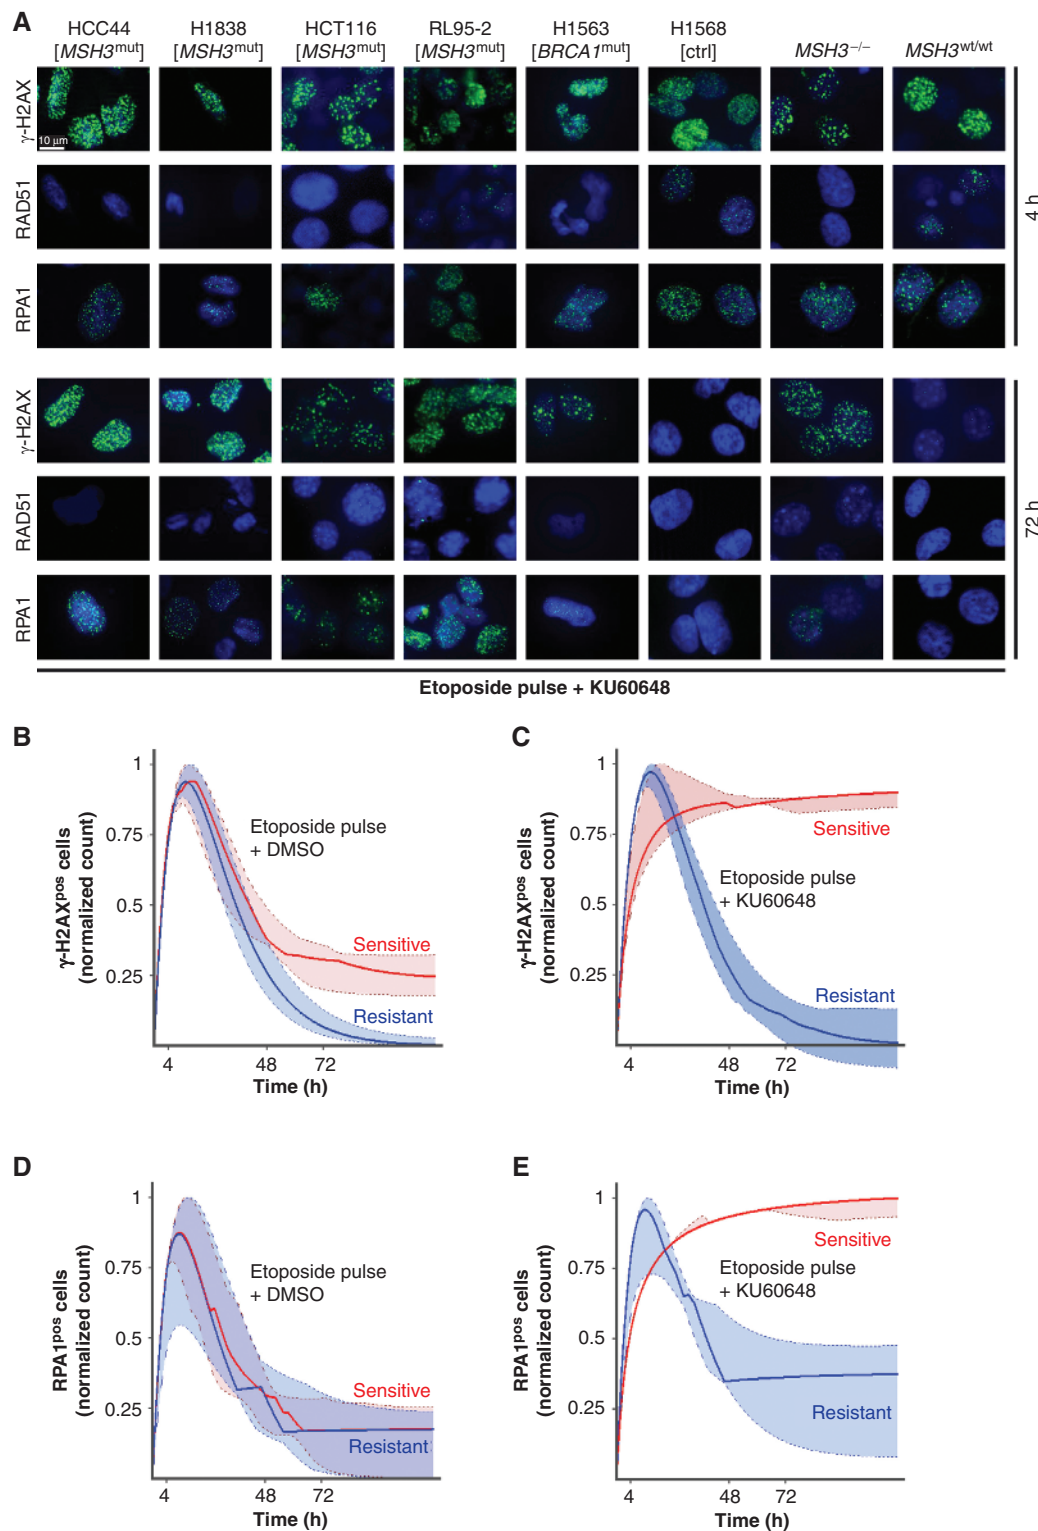 A
HCC44
[MSH3mut]
H1838
[MSH3mut]
HCT116
[MSH3mut]
RL95-2
[MSH3mut]
H1563
[BRCA1mut]
H1568
[ctrl]
MSH3−/−
MSH3wt/wt
γ-H2AX
10 μm
RAD51
RPA1
4 h
γ-H2AX
RAD51
RPA1
72 h
Etoposide pulse + KU60648
B
γ-H2AXpos cells
(normalized count)
1
0.75
0.5
0.25
Etoposide pulse
+ DMSO
Sensitive
Resistant
4
48
72
Time (h)
C
γ-H2AXpos cells
(normalized count)
1
0.75
0.5
0.25
Sensitive
Etoposide pulse
+ KU60648
Resistant
4
48
72
Time (h)
D
RPA1pos cells
(normalized count)
1
0.75
0.5
0.25
Etoposide pulse
+ DMSO
Sensitive
Resistant
4
48
72
Time (h)
E
RPA1pos cells
(normalized count)
1
0.75
0.5
0.25
Sensitive
Etoposide pulse
+ KU60648
Resistant
4
48
72
Time (h)